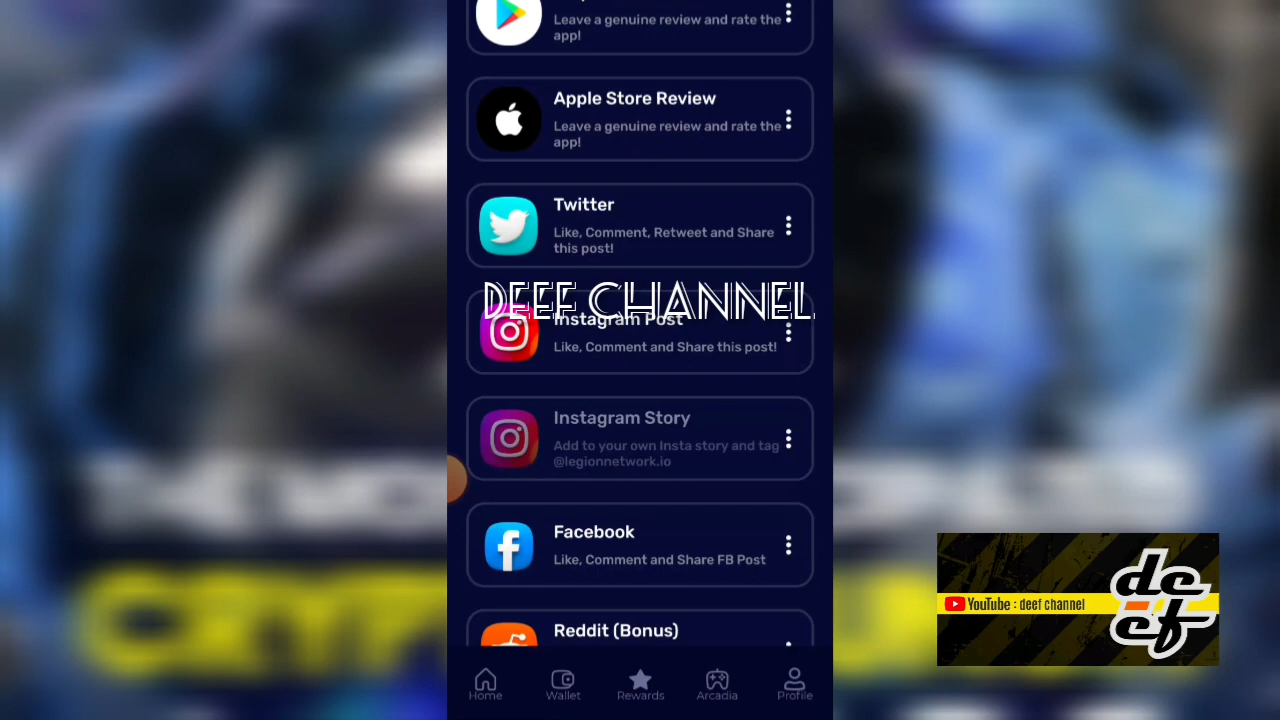 Leave a genuine review and rate the
app!
Apple Store Review
Leave a genuine review and rate the
app!
Twitter
Like, Comment, Retweet and Share
this post!
DEEF CHANNEL
Instagram Post
Like, Comment and Share this post!
Instagram Story
Add to your own Insta story and tag
@legionnetwork.io
Facebook
Like, Comment and Share FB Post
Reddit (Bonus)
Home
Wallet
Rewards
Arcadia
Profile
YouTube : deef channel
de
ef